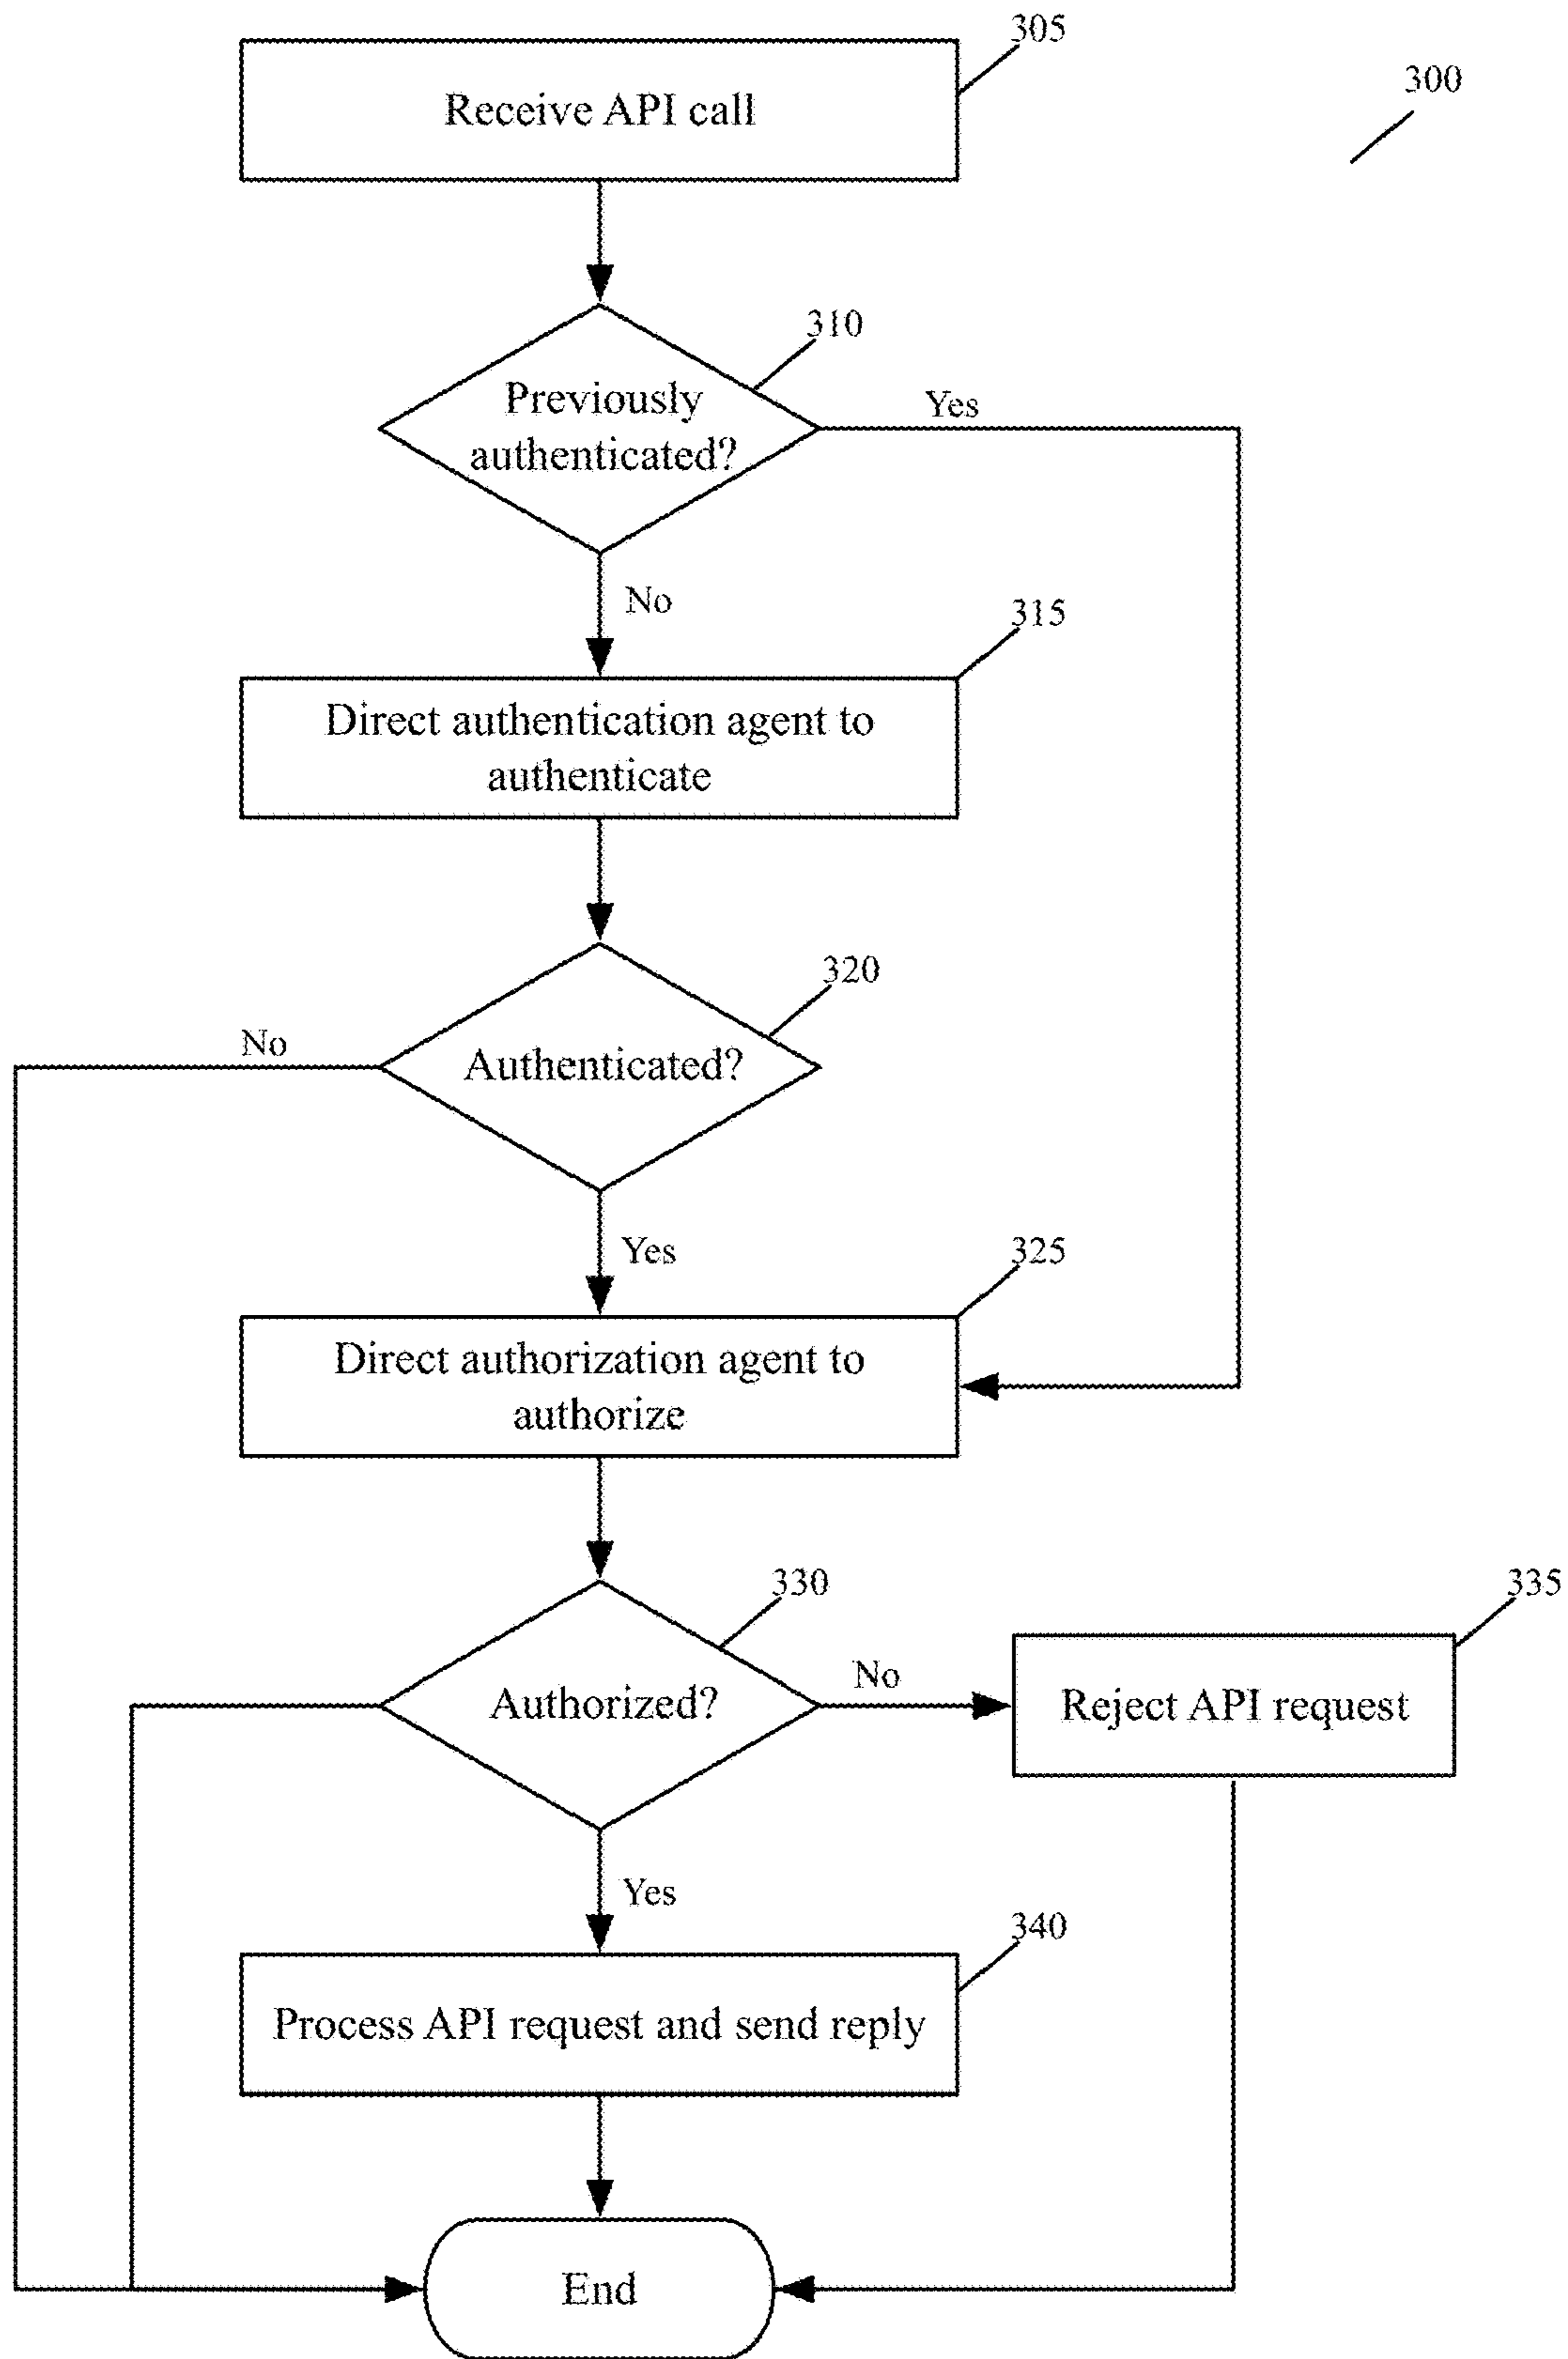 305
300
Receive API call
310
Previously
authenticated?
Yes
No
315
Direct authentication agent to
authenticate
320
No
Authenticated?
Yes
325
Direct authorization agent to
authorize
330
335
Authorized?
No
Reject API request
Yes
340
Process API request and send reply
End